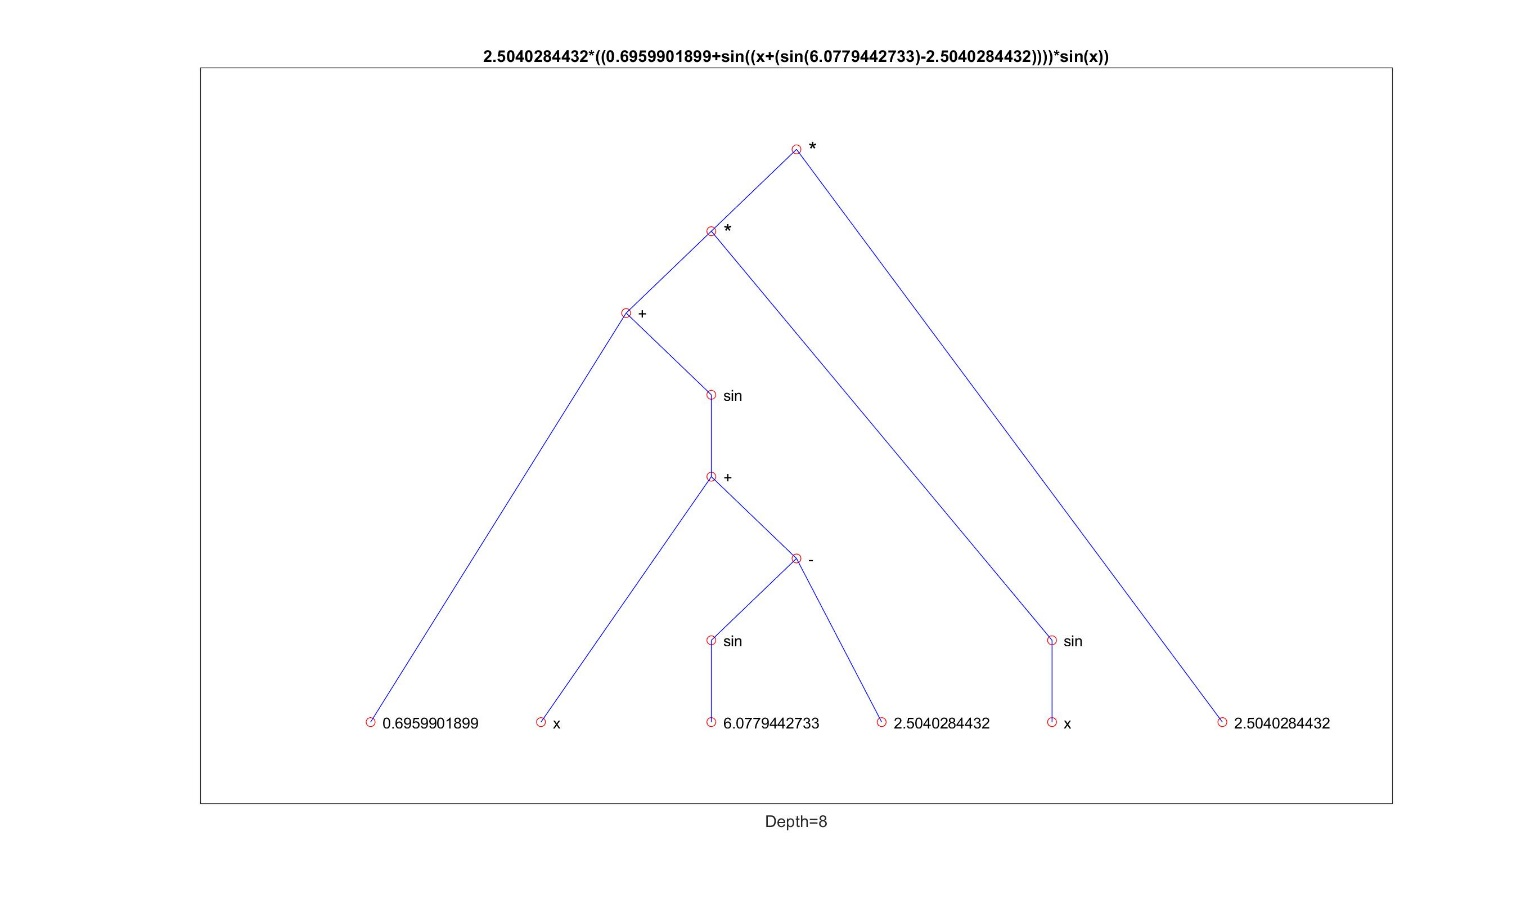 2.5040284432*((0.6959901899+sin((x+(sin(6.0779442733)-2.5040284432))))*sin(x))
*
*
+
sin
+
-
sin
sin
0.6959901899
x
6.0779442733
2.5040284432
x
2.5040284432
Depth=8